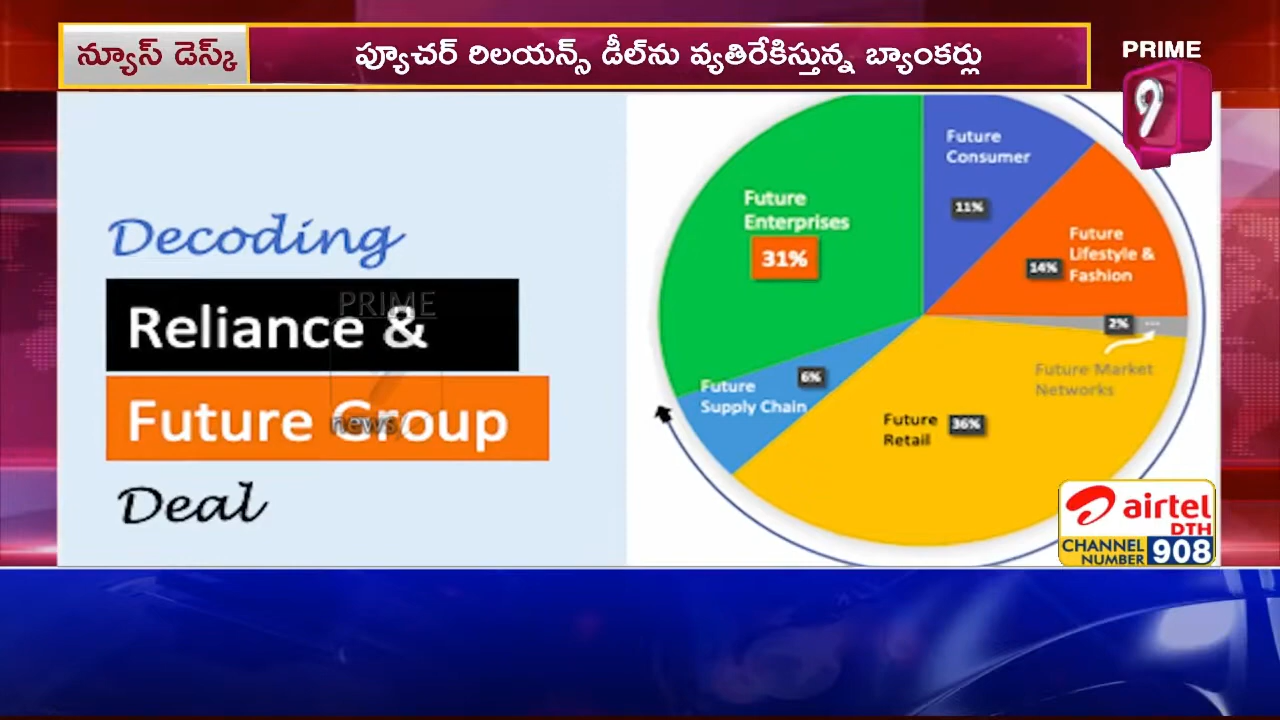 న్యూస్ డెస్క్
ప్యూచర్ రిలయన్స్ డీల్‌ను వ్యతిరేకిస్తున్న బ్యాంకర్లు
PRIME
9
Decoding
Reliance &
Future Group
Deal
PRIME
news
Future
Enterprises
31%
Future
Consumer
11%
Future
Lifestyle &
Fashion
14%
2% ...
Future Market
Networks
Future
Supply Chain
6%
Future
Retail
36%
airtel
DTH
CHANNEL
NUMBER
908